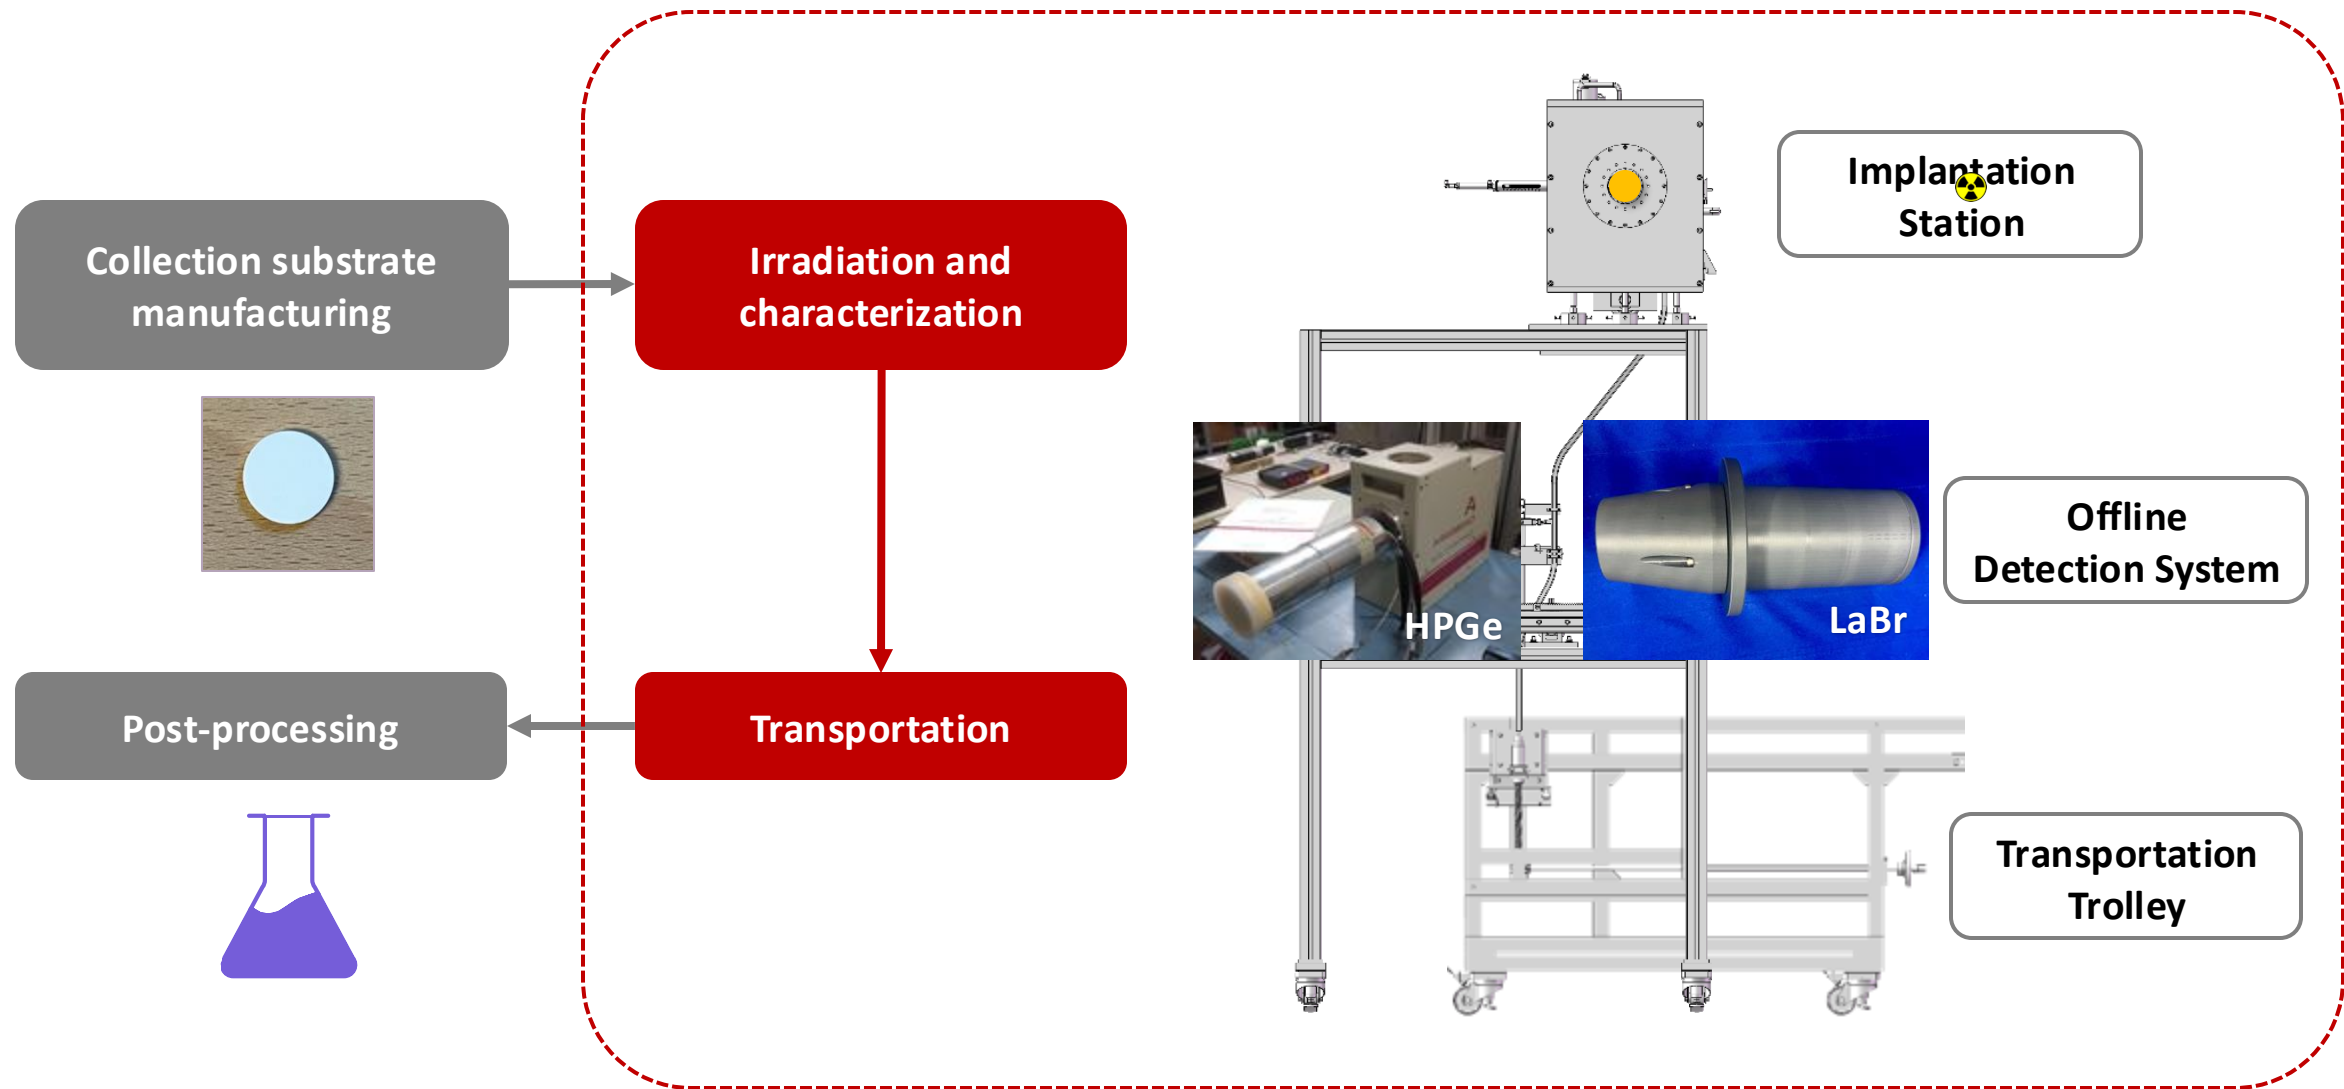 Collection substrate
manufacturing
Irradiation and
characterization
Implantation
Station
HPGe
LaBr
Offline
Detection System
Post-processing
Transportation
Transportation
Trolley